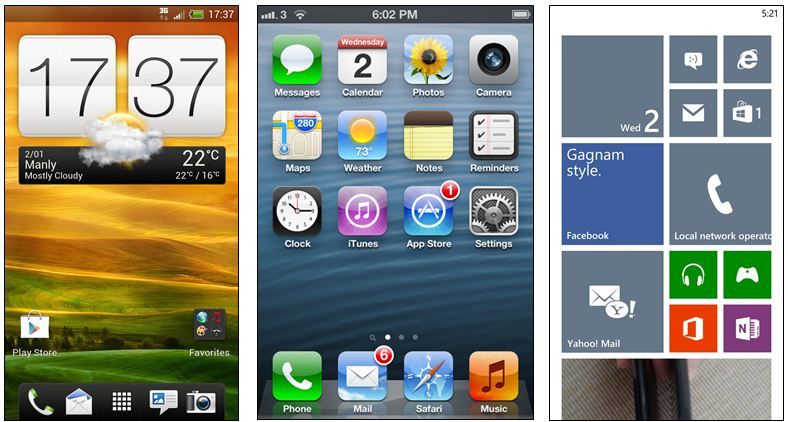 3G
17:37
17 37
2/01
Manly
Mostly Cloudy
22°C
22°C / 16°C
Play Store
Favorites
3
6:02 PM
Wednesday
2
280
73°
Messages
Calendar
Photos
Camera
Maps
Weather
Notes
Reminders
1
Clock
iTunes
App Store
Settings
6
Phone
Mail
Safari
Music
5:21
Wed 2
1
Gagnam
style.
Facebook
Local network operato
Y!
Yahoo! Mail
N